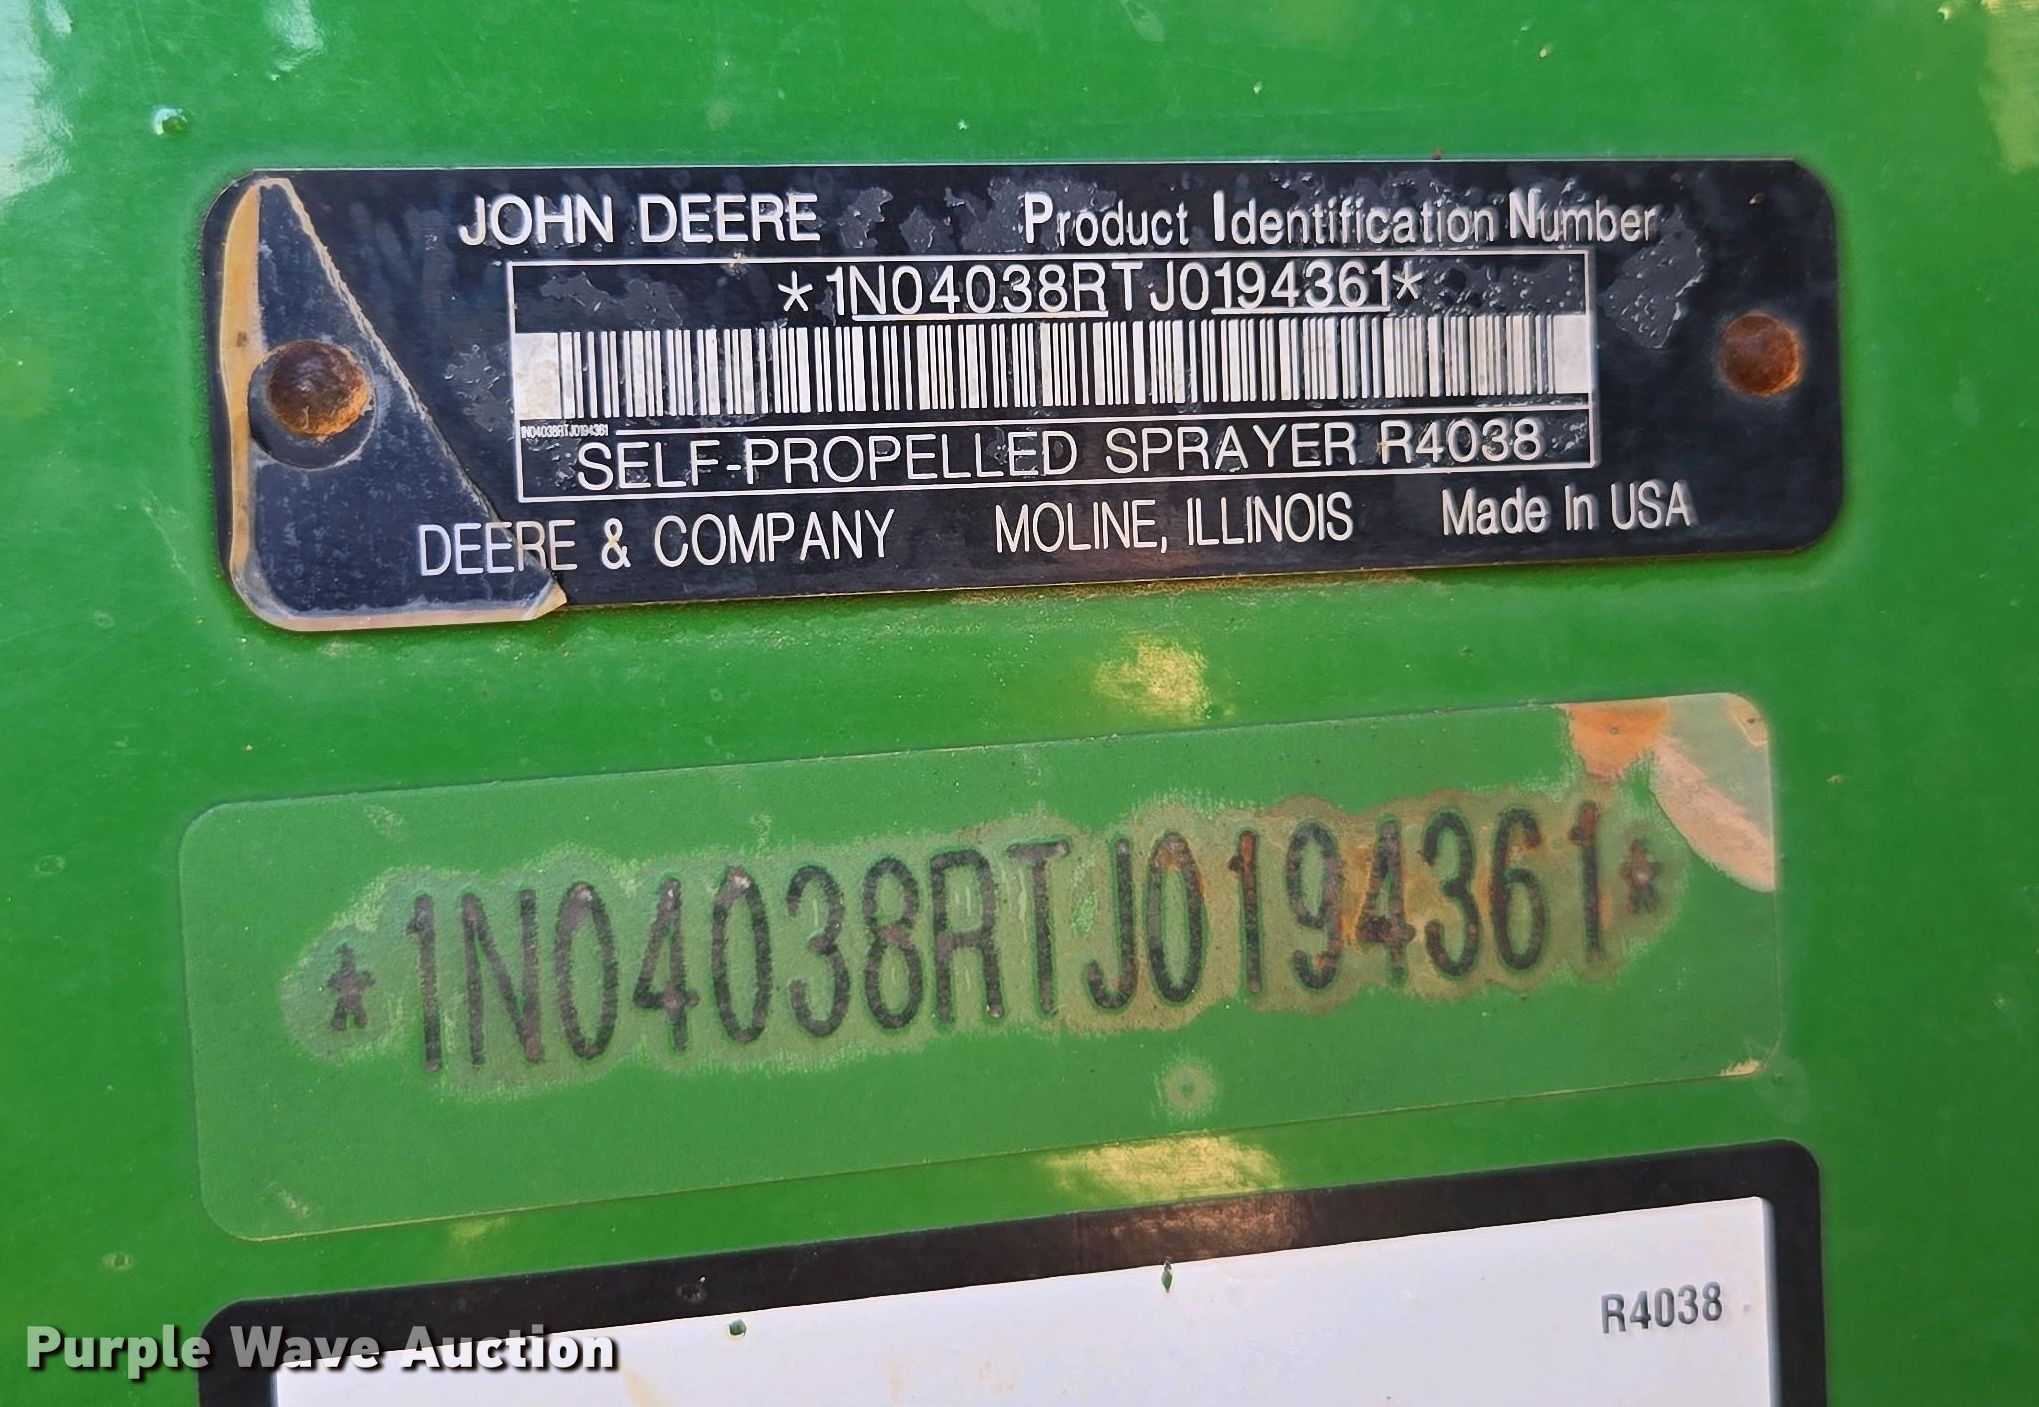 JOHN DEERE Product Identification Number
*1N04038RTJ0194361*
1N04038RTJ0194361
SELF-PROPELLED SPRAYER R4038
DEERE & COMPANY MOLINE, ILLINOIS Made In USA
*1N04038RTJ0194361*
R4038
Purple Wave Auction